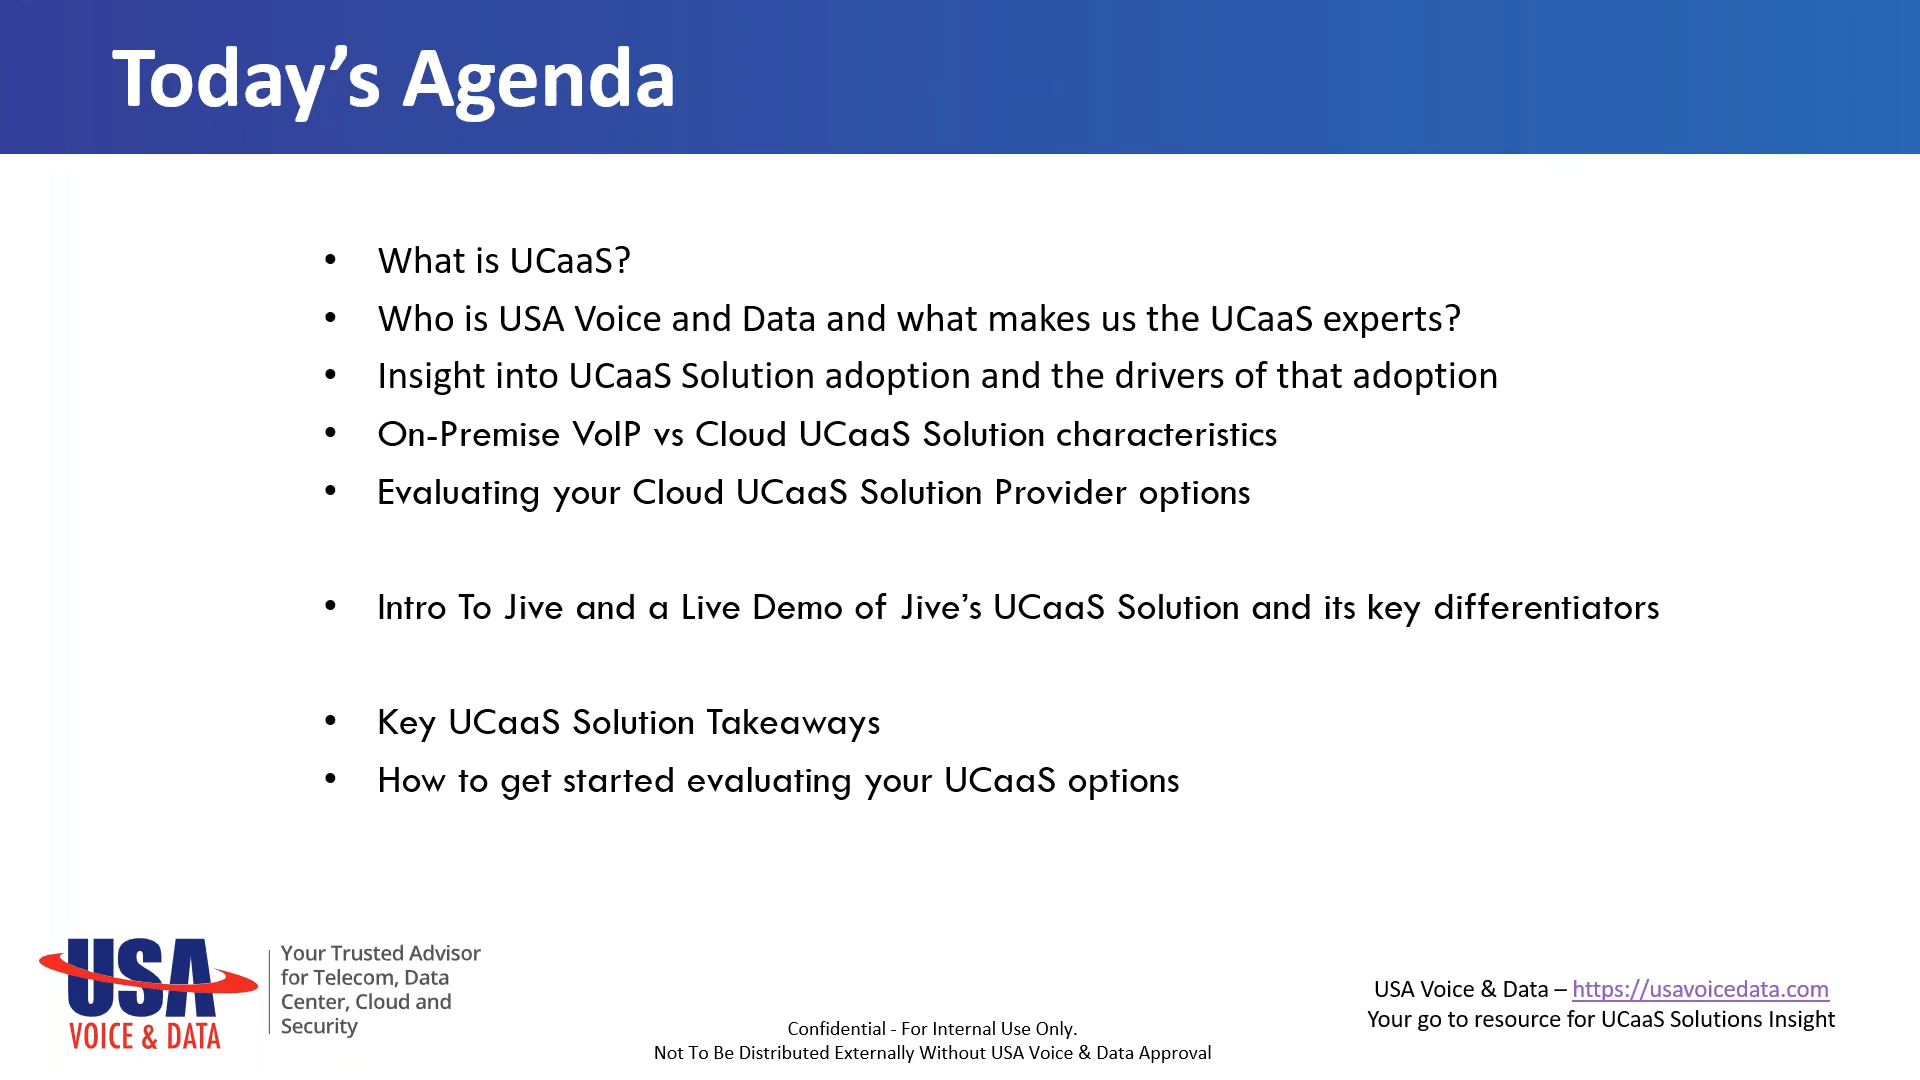 Today’s Agenda
• What is UCaaS?
• Who is USA Voice and Data and what makes us the UCaaS experts?
• Insight into UCaaS Solution adoption and the drivers of that adoption
• On-Premise VoIP vs Cloud UCaaS Solution characteristics
• Evaluating your Cloud UCaaS Solution Provider options
• Intro To Jive and a Live Demo of Jive’s UCaaS Solution and its key differentiators
• Key UCaaS Solution Takeaways
• How to get started evaluating your UCaaS options
USA
VOICE & DATA
Your Trusted Advisor
for Telecom, Data
Center, Cloud and
Security
Confidential - For Internal Use Only.
Not To Be Distributed Externally Without USA Voice & Data Approval
USA Voice & Data – https://usavoicedata.com
Your go to resource for UCaaS Solutions Insight